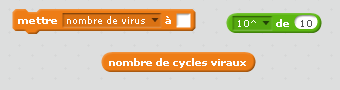 mettre nombre de virus à
10^ de 10
nombre de cycles viraux